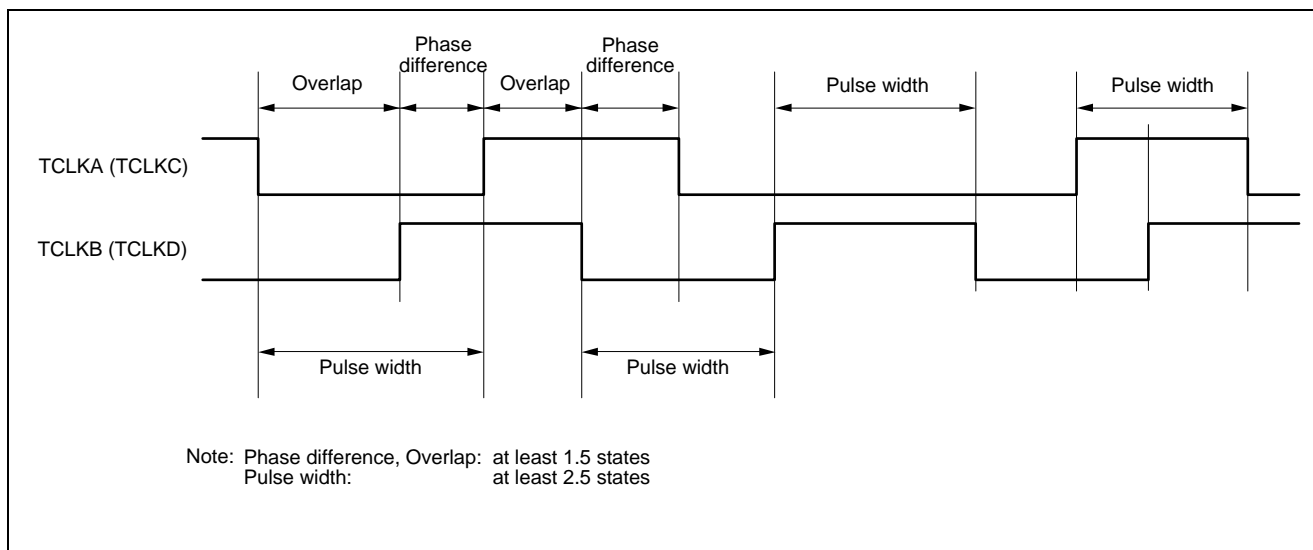 Phase
difference
Phase
difference
Overlap
Overlap
Pulse width
Pulse width
TCLKA (TCLKC)
TCLKB (TCLKD)
Pulse width
Pulse width
Note: Phase difference, Overlap: at least 1.5 states
Pulse width: at least 2.5 states